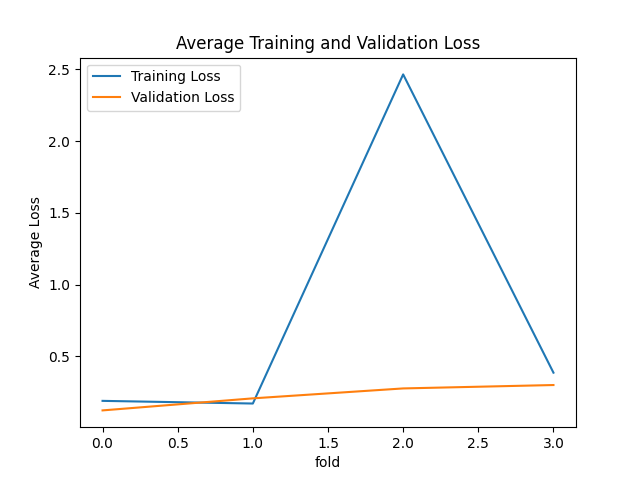 Average Training and Validation Loss
Training Loss
Validation Loss
2.5
2.0
1.5
1.0
0.5
Average Loss
0.0 0.5 1.0 1.5 2.0 2.5 3.0
fold